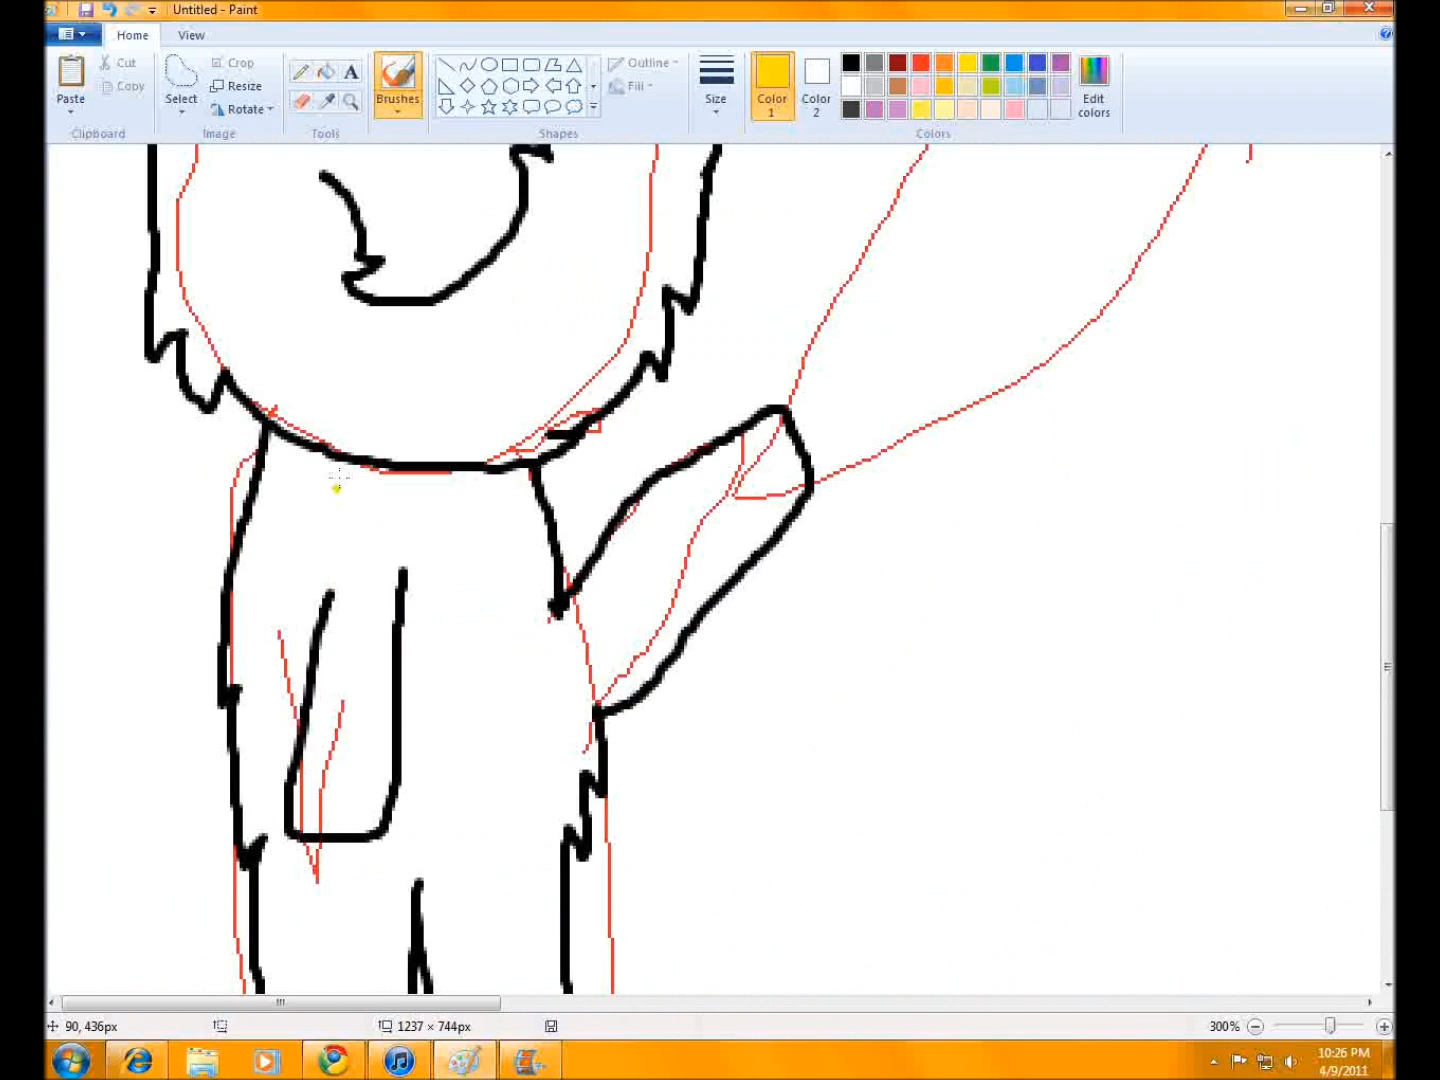 Untitled - Paint
Home View
Paste
Cut
Copy
Clipboard
Select
Crop
Resize
Rotate
Image
A
Tools
Brushes
Outline
Fill
Shapes
Size
Color 1
Color 2
Edit colors
Colors
90, 436px
1237 × 744px
300%
10:26 PM
4/9/2011